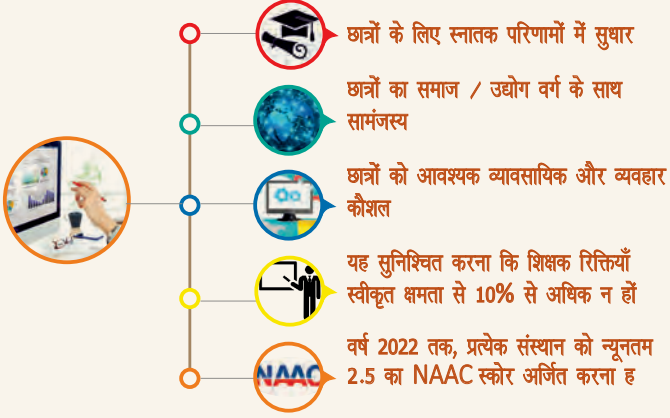 छात्रों के लिए स्नातक परिणामों में सुधार
छात्रों का समाज / उद्योग वर्ग के साथ
सामंजस्य
छात्रों को आवश्यक व्यावसायिक और व्यवहार
कौशल
यह सुनिश्चित करना कि शिक्षक रिक्तियाँ
स्वीकृत क्षमता से 10% से अधिक न हों
NAAC
वर्ष 2022 तक, प्रत्येक संस्थान को न्यूनतम
2.5 का NAAC स्कोर अर्जित करना ह